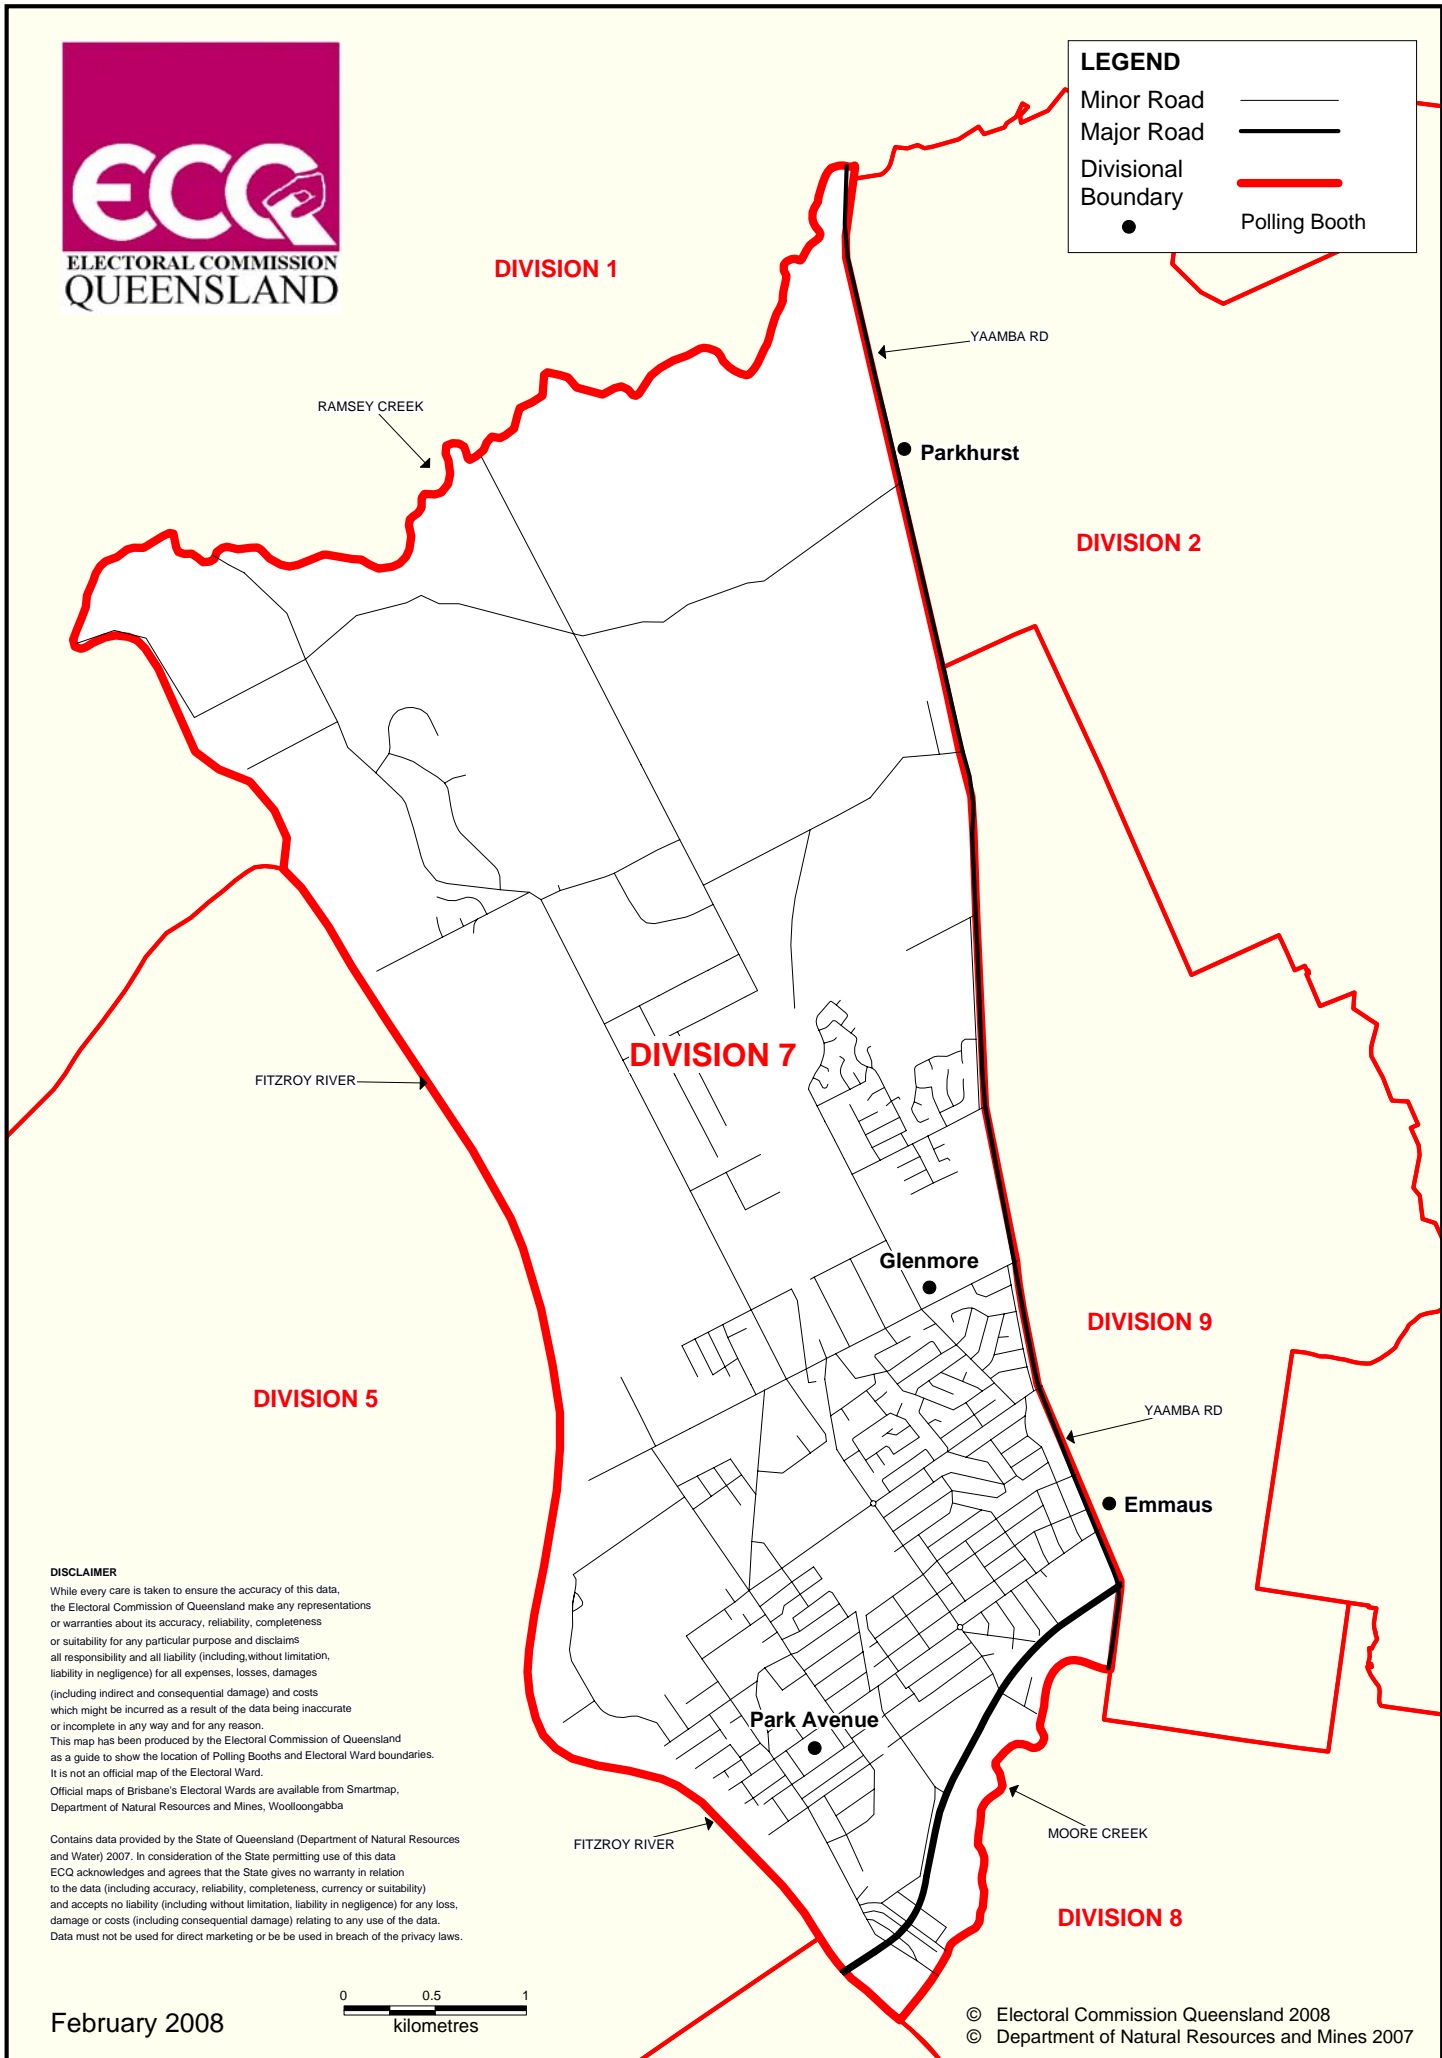 ECQ
ELECTORAL COMMISSION
QUEENSLAND
LEGEND
Minor Road
Major Road
Divisional
Boundary
Polling Booth
DIVISION 1
YAAMBA RD
RAMSEY CREEK
Parkhurst
DIVISION 2
DIVISION 7
FITZROY RIVER
Glenmore
DIVISION 9
DIVISION 5
YAAMBA RD
Emmaus
Park Avenue
FITZROY RIVER
MOORE CREEK
DIVISION 8
DISCLAIMER
While every care is taken to ensure the accuracy of this data,
the Electoral Commission of Queensland make any representations
or warranties about its accuracy, reliability, completeness
or suitability for any particular purpose and disclaims
all responsibility and all liability (including,without limitation,
liability in negligence) for all expenses, losses, damages
(including indirect and consequential damage) and costs
which might be incurred as a result of the data being inaccurate
or incomplete in any way and for any reason.
This map has been produced by the Electoral Commission of Queensland
as a guide to show the location of Polling Booths and Electoral Ward boundaries.
It is not an official map of the Electoral Ward.
Official maps of Brisbane's Electoral Wards are available from Smartmap,
Department of Natural Resources and Mines, Woolloongabba
Contains data provided by the State of Queensland (Department of Natural Resources
and Water) 2007. In consideration of the State permitting use of this data
ECQ acknowledges and agrees that the State gives no warranty in relation
to the data (including accuracy, reliability, completeness, currency or suitability)
and accepts no liability (including without limitation, liability in negligence) for any loss,
damage or costs (including consequential damage) relating to any use of the data.
Data must not be used for direct marketing or be be used in breach of the privacy laws.
February 2008
0 0.5 1
kilometres
© Electoral Commission Queensland 2008
© Department of Natural Resources and Mines 2007